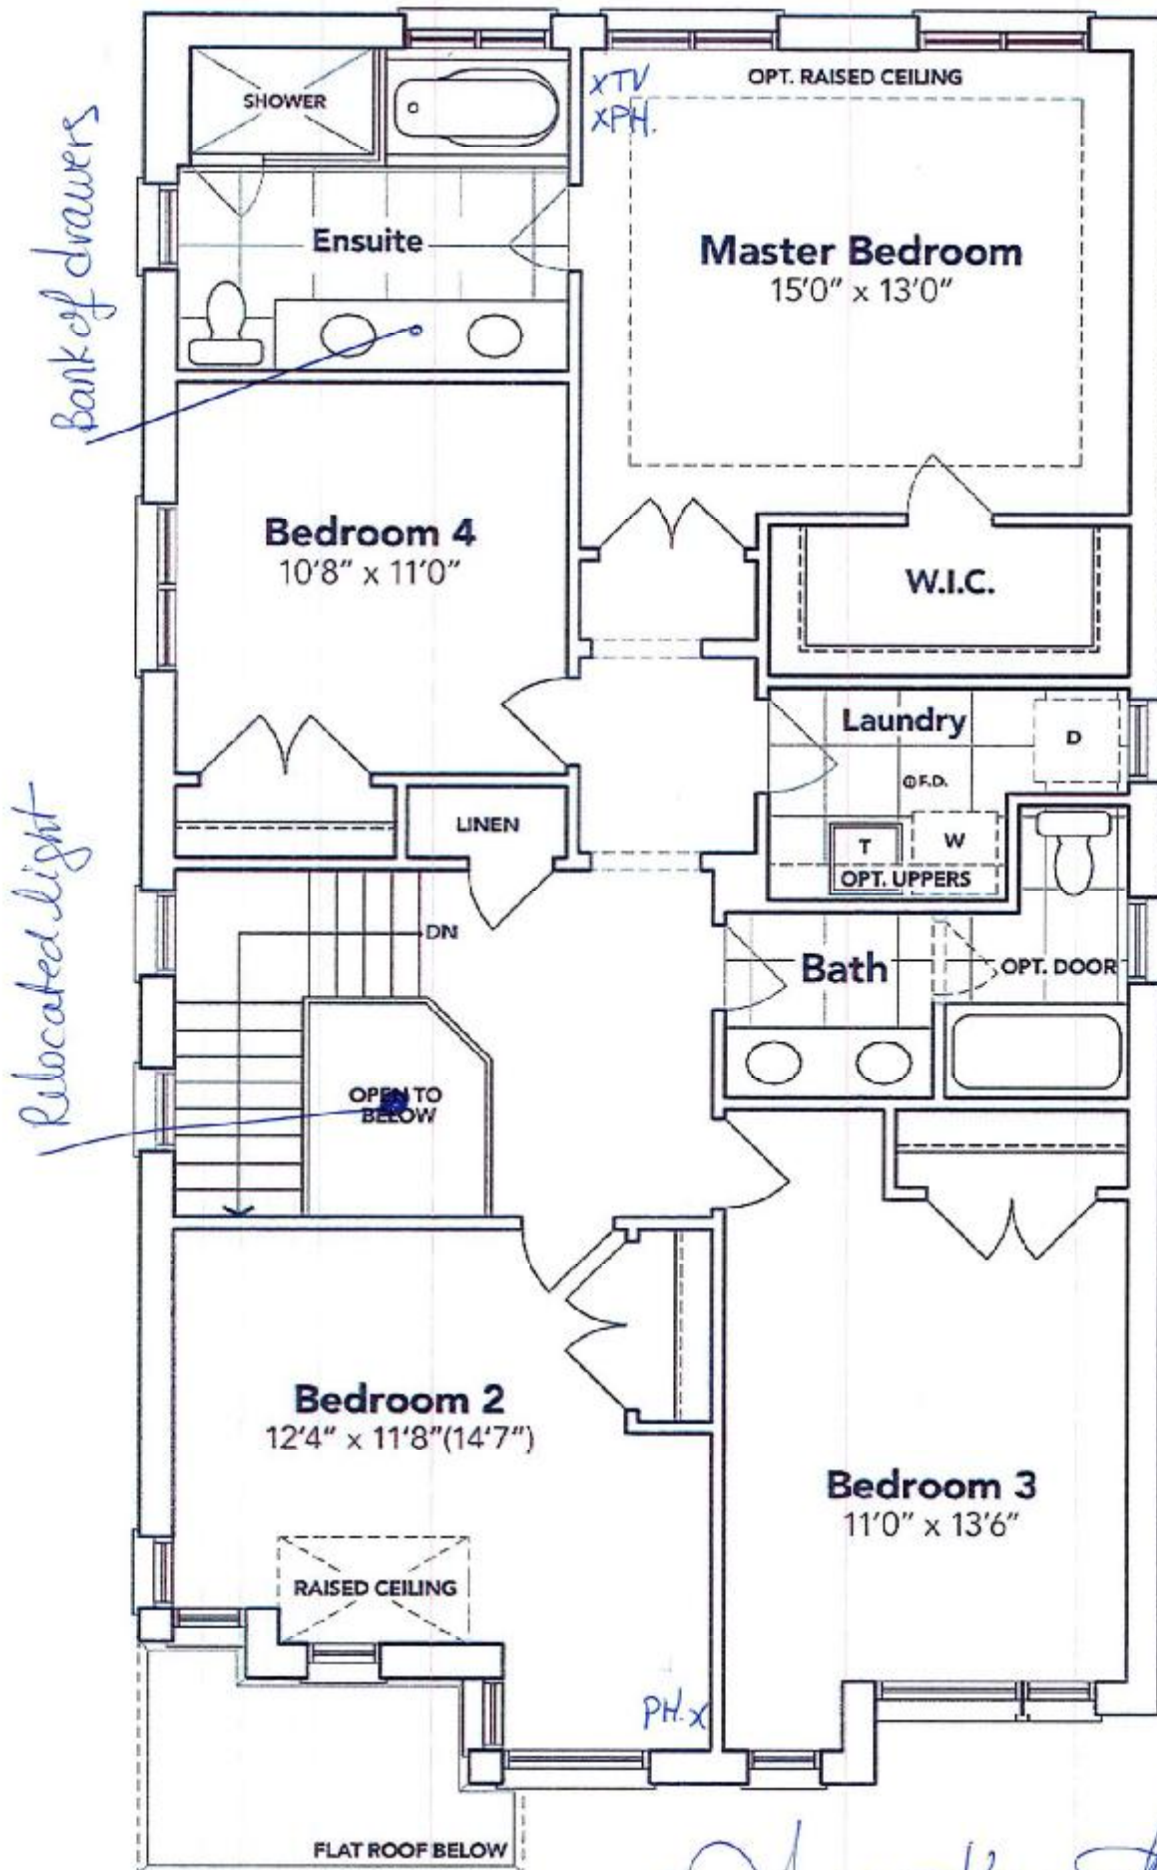 SHOWER
xTV
xPH.
OPT. RAISED CEILING
Bank of drawers
Ensuite
Master Bedroom
15'0" x 13'0"
Bedroom 4
10'8" x 11'0"
W.I.C.
Laundry
D
F.D.
T
W
OPT. UPPERS
LINEN
Relocated light
DN
Bath
OPT. DOOR
OPEN TO
BELOW
Bedroom 2
12'4" x 11'8"(14'7")
Bedroom 3
11'0" x 13'6"
RAISED CEILING
PH. x
FLAT ROOF BELOW